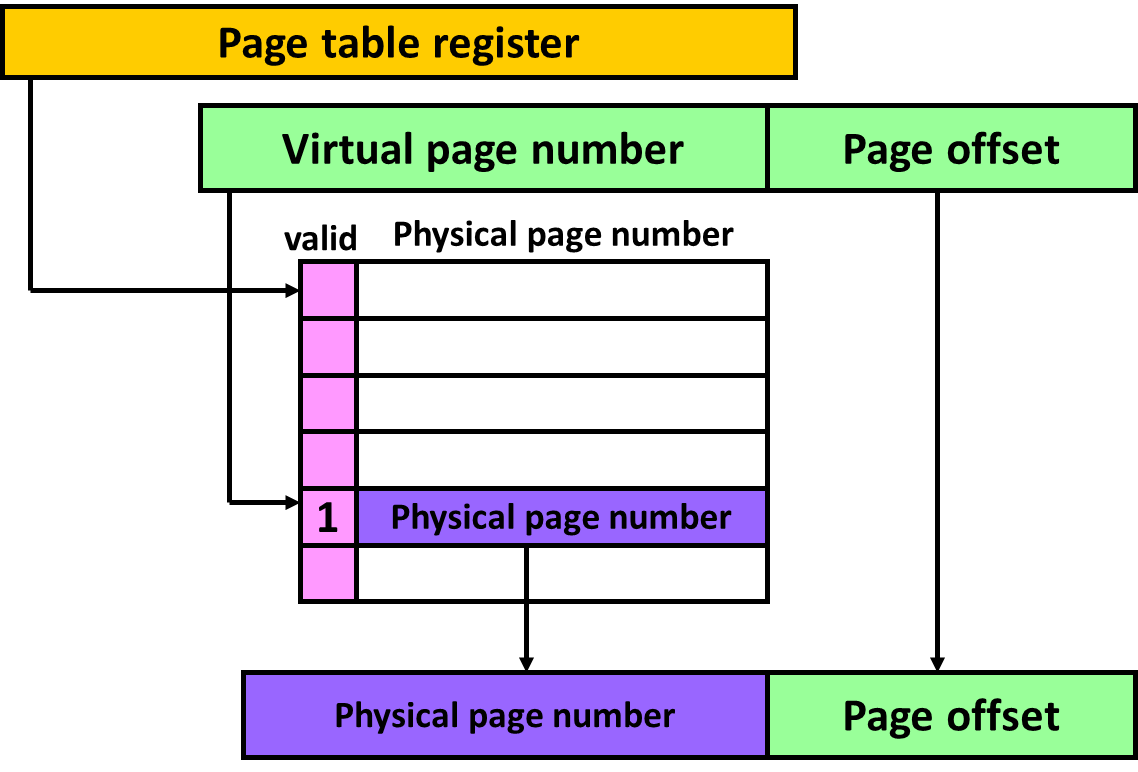 Page table register
Virtual page number
Page offset
valid
Physical page number
1
Physical page number
Physical page number
Page offset